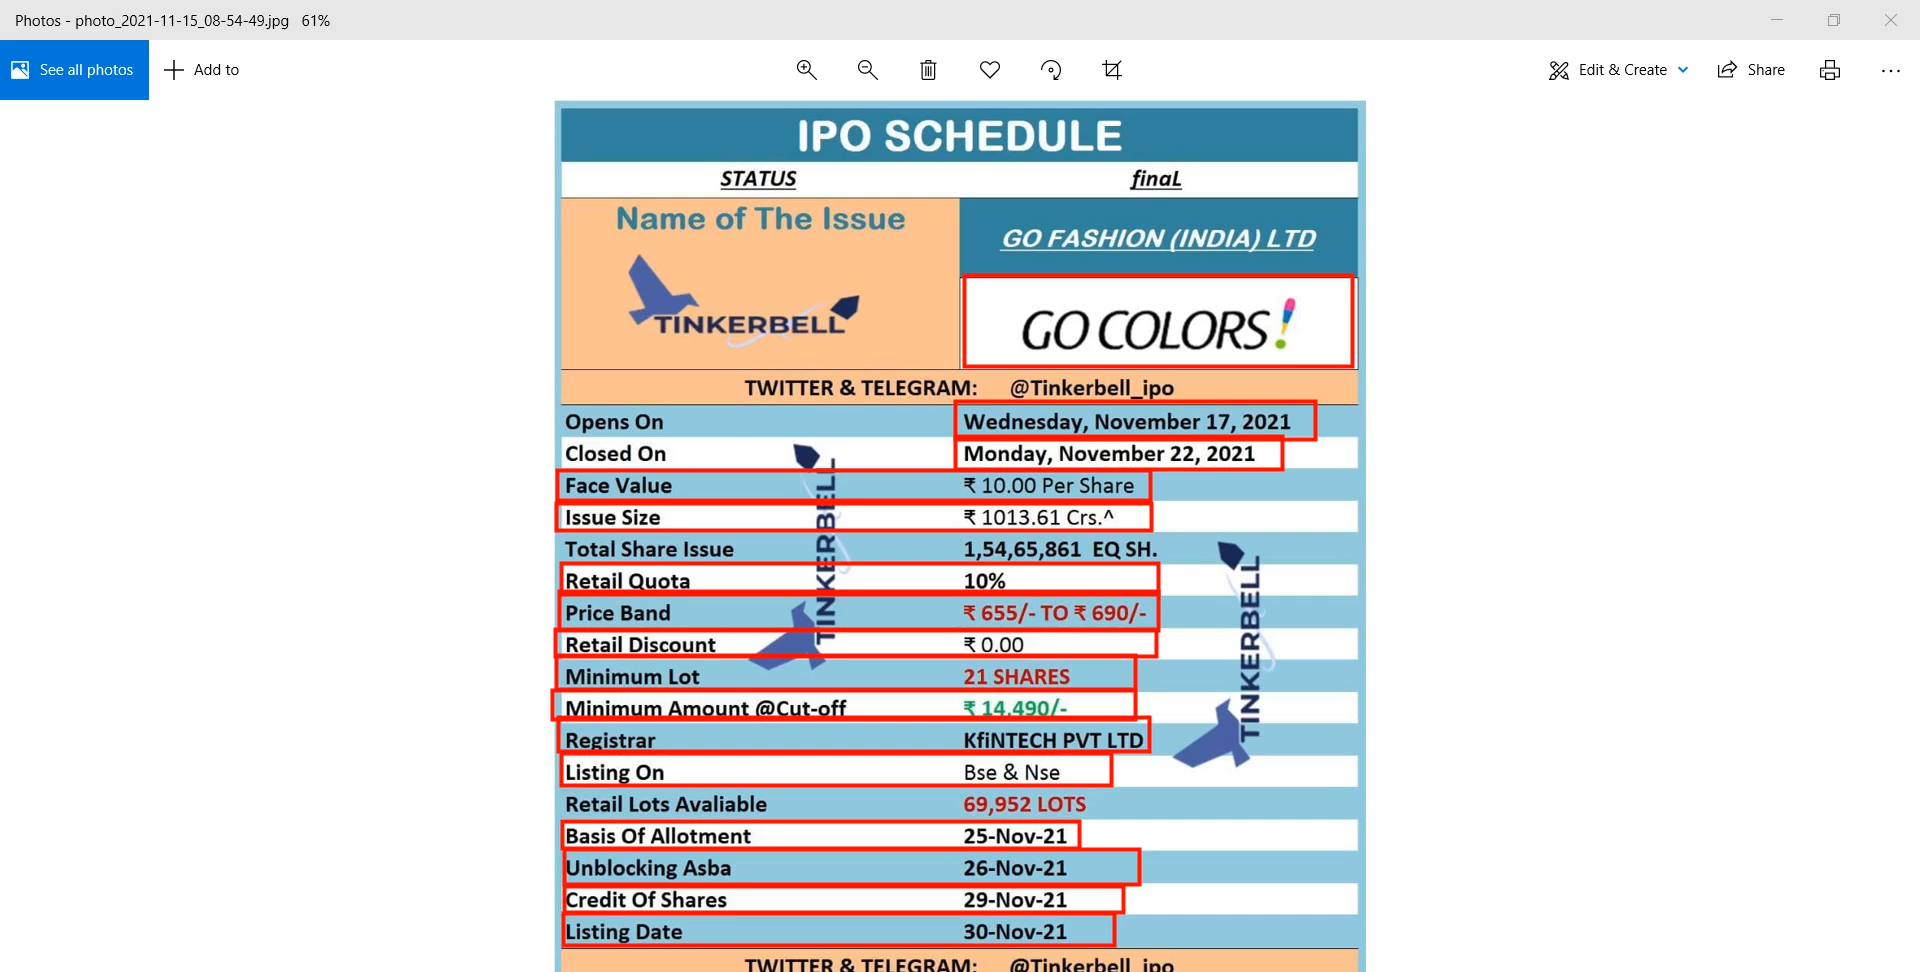 Photos - photo_2021-11-15_08-54-49.jpg   61%
See all photos   Add to   Edit & Create   Share
IPO SCHEDULE
STATUS   finaL
Name of The Issue   GO FASHION (INDIA) LTD
TINKERBELL   GO COLORS!
TWITTER & TELEGRAM:   @Tinkerbell_ipo
Opens On   Wednesday, November 17, 2021
Closed On   Monday, November 22, 2021
Face Value   ₹ 10.00 Per Share
Issue Size   ₹ 1013.61 Crs.^
Total Share Issue   1,54,65,861 EQ SH.
Retail Quota   10%
Price Band   ₹ 655/- TO ₹ 690/-
Retail Discount   ₹ 0.00
Minimum Lot   21 SHARES
Minimum Amount @Cut-off   ₹ 14,490/-
Registrar   KfiNTECH PVT LTD
Listing On   Bse & Nse
Retail Lots Avaliable   69,952 LOTS
Basis Of Allotment   25-Nov-21
Unblocking Asba   26-Nov-21
Credit Of Shares   29-Nov-21
Listing Date   30-Nov-21
TWITTER & TELEGRAM:   @Tinkerbell_ipo
TINKERBELL
TINKERBELL